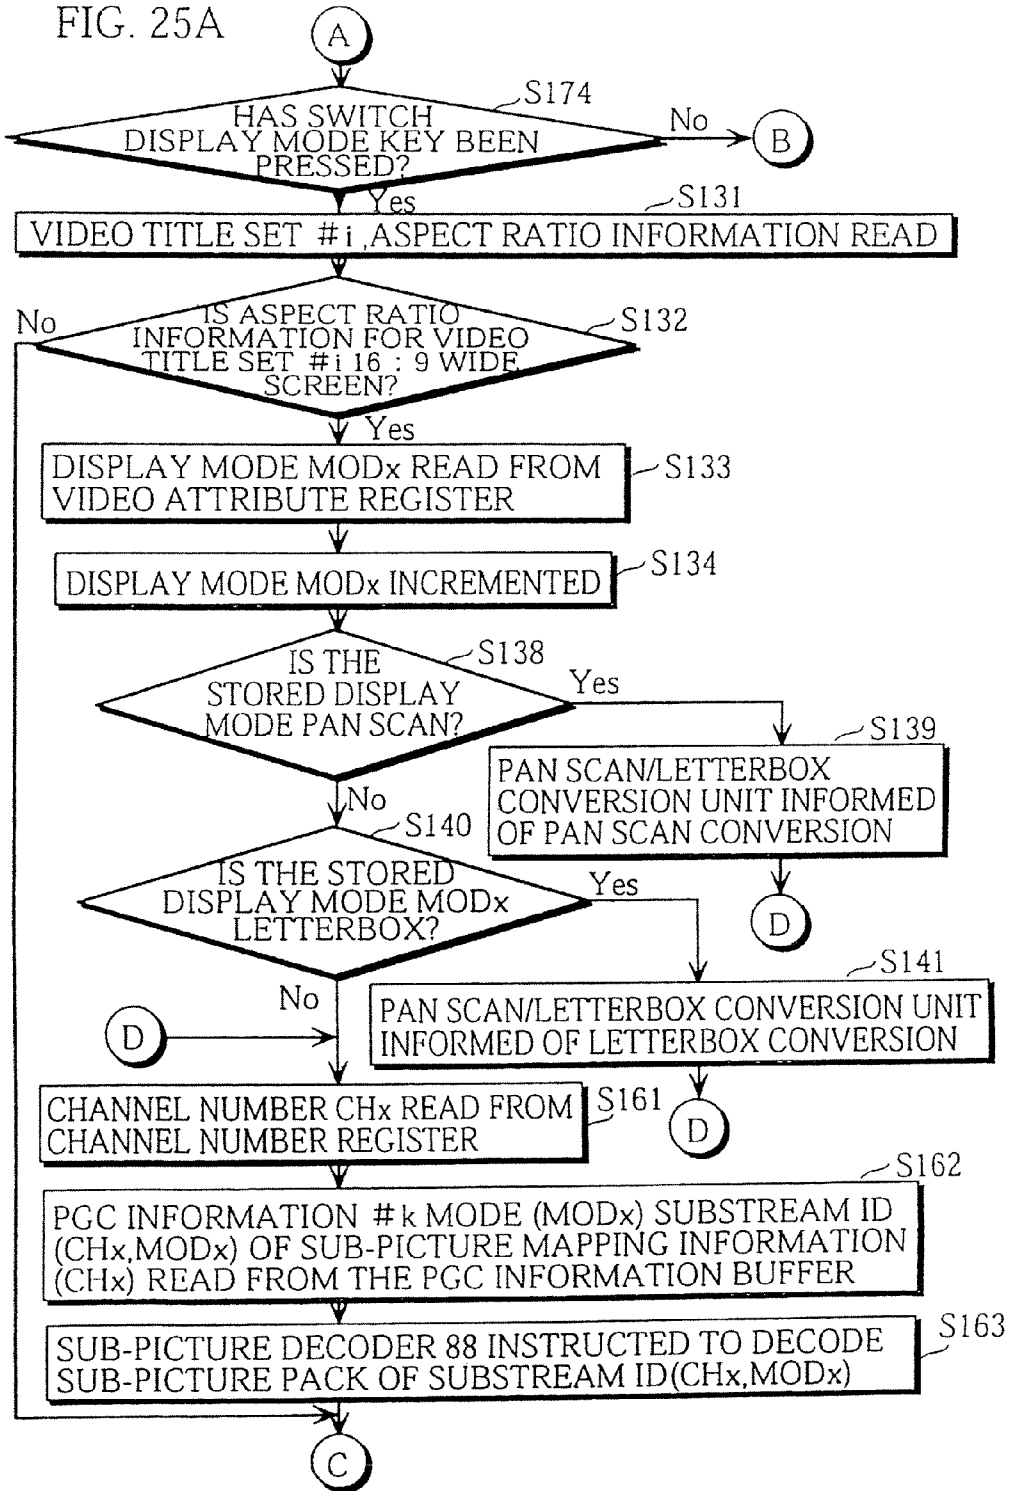 FIG. 25A
A
S174
HAS SWITCH
DISPLAY MODE KEY BEEN
PRESSED?
No
B
Yes
S131
VIDEO TITLE SET #i ,ASPECT RATIO INFORMATION READ
No
S132
IS ASPECT RATIO
INFORMATION FOR VIDEO
TITLE SET #i 16 : 9 WIDE
SCREEN?
Yes
DISPLAY MODE MODx READ FROM
VIDEO ATTRIBUTE REGISTER
S133
DISPLAY MODE MODx INCREMENTED
S134
S138
IS THE
STORED DISPLAY
MODE PAN SCAN?
Yes
S139
PAN SCAN/LETTERBOX
CONVERSION UNIT INFORMED
OF PAN SCAN CONVERSION
D
No
S140
IS THE STORED
DISPLAY MODE MODx
LETTERBOX?
Yes
S141
PAN SCAN/LETTERBOX CONVERSION UNIT
INFORMED OF LETTERBOX CONVERSION
D
No
D
CHANNEL NUMBER CHx READ FROM
CHANNEL NUMBER REGISTER
S161
S162
PGC INFORMATION #k MODE (MODx) SUBSTREAM ID
(CHx,MODx) OF SUB-PICTURE MAPPING INFORMATION
(CHx) READ FROM THE PGC INFORMATION BUFFER
S163
SUB-PICTURE DECODER 88 INSTRUCTED TO DECODE
SUB-PICTURE PACK OF SUBSTREAM ID(CHx,MODx)
C